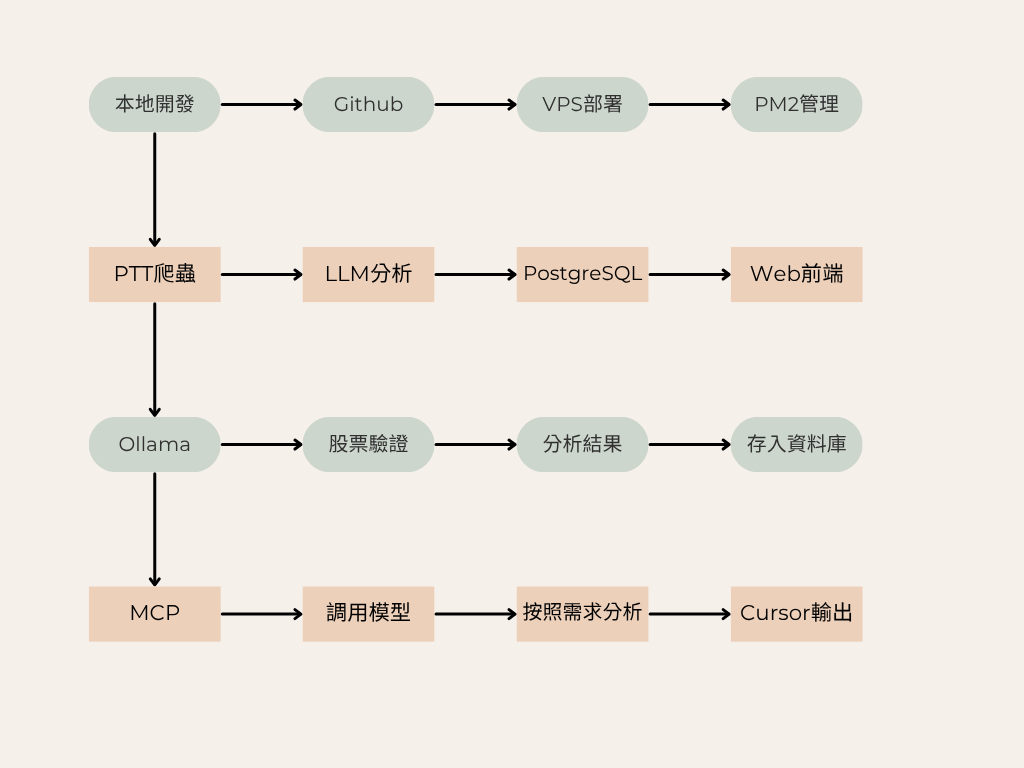 本地開發
Github
VPS部署
PM2管理
PTT爬蟲
LLM分析
PostgreSQL
Web前端
Ollama
股票驗證
分析結果
存入資料庫
MCP
調用模型
按照需求分析
Cursor輸出